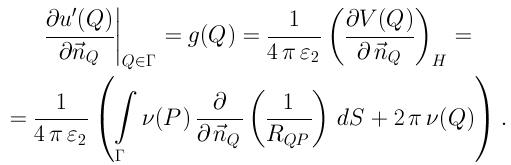 ∂u′(Q)/∂n⃗_Q |_{Q∈Γ} = g(Q) = 1/(4 π ε₂) (∂V(Q)/∂ n⃗_Q)_H =
= 1/(4 π ε₂) ( ∫_Γ ν(P) ∂/∂ n⃗_Q (1/R_{QP}) dS + 2 π ν(Q) ) .